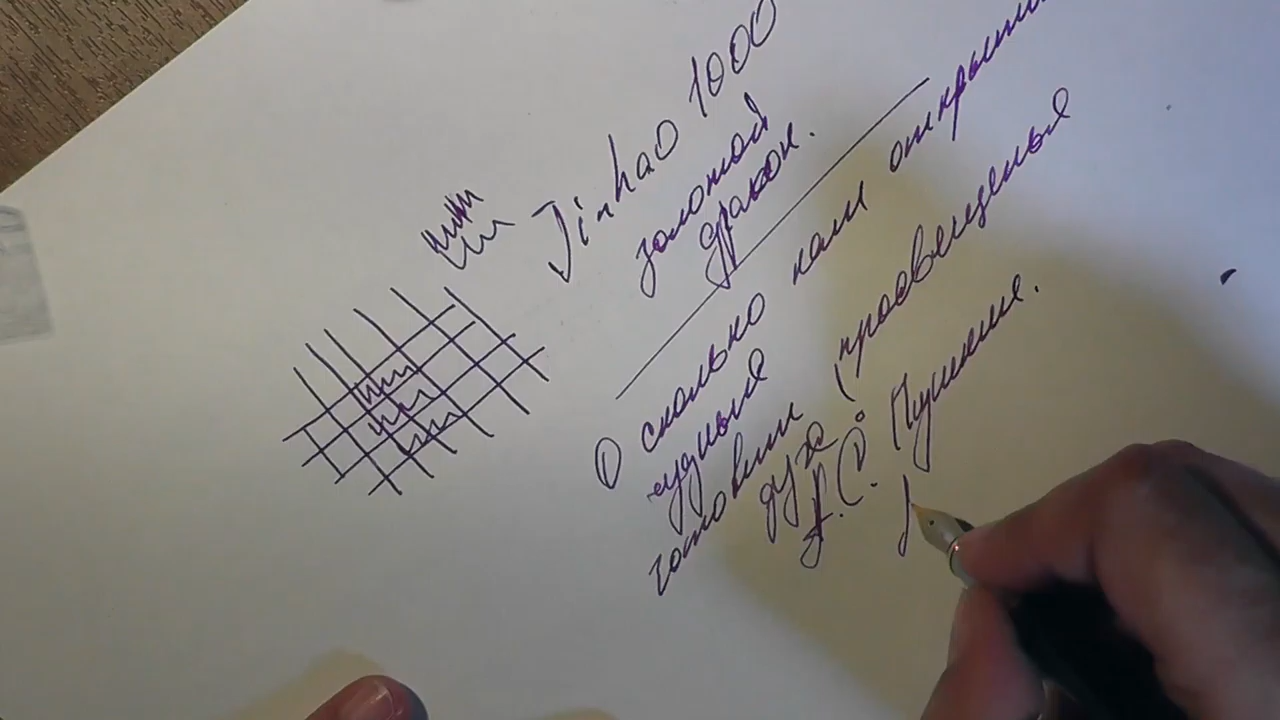 Jinhao 1000
золотой
дракон.
О сколько нам открытий
чудных
готовит просвещенья
дух.
А.С. Пушкин.